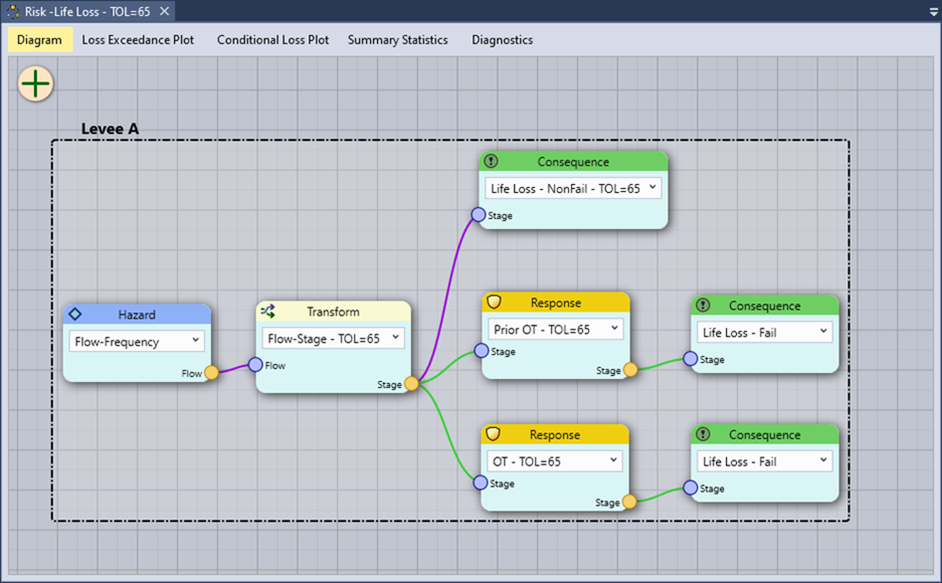 Risk -Life Loss - TOL=65
Diagram Loss Exceedance Plot Conditional Loss Plot Summary Statistics Diagnostics
Levee A
Consequence
Life Loss - NonFail - TOL=65
Stage
Hazard
Flow-Frequency
Flow
Transform
Flow-Stage - TOL=65
Flow
Stage
Response
Prior OT - TOL=65
Stage
Stage
Consequence
Life Loss - Fail
Stage
Response
OT - TOL=65
Stage
Stage
Consequence
Life Loss - Fail
Stage